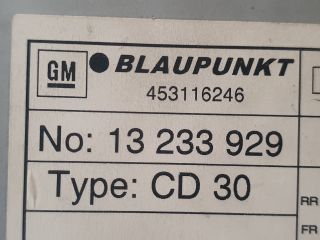 GM BLAUPUNKT
453116246
No: 13 233 929
Type: CD 30
RR
FR